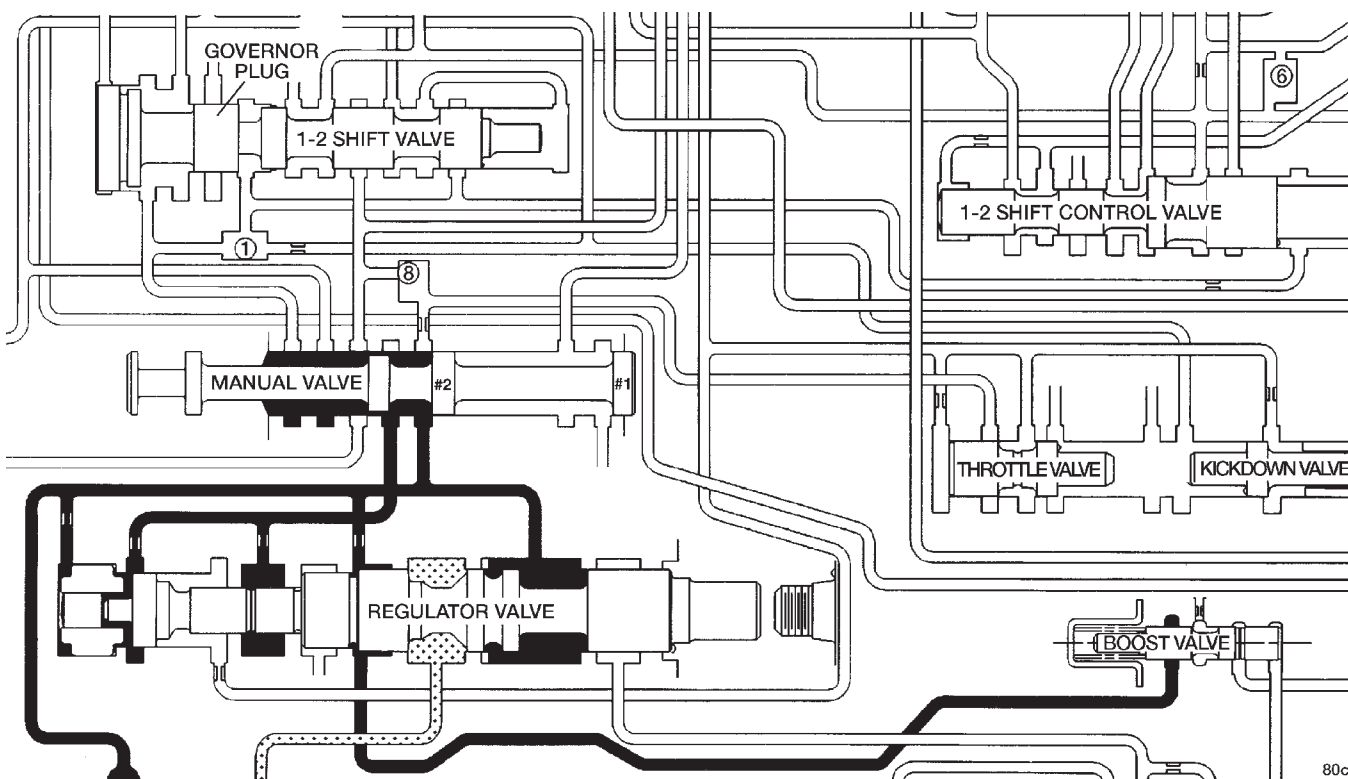 GOVERNOR
PLUG
6
1-2 SHIFT VALVE
1-2 SHIFT CONTROL VALVE
1
8
MANUAL VALVE
#2
#1
THROTTLE VALVE
KICKDOWN VALVE
REGULATOR VALVE
BOOST VALVE
80c